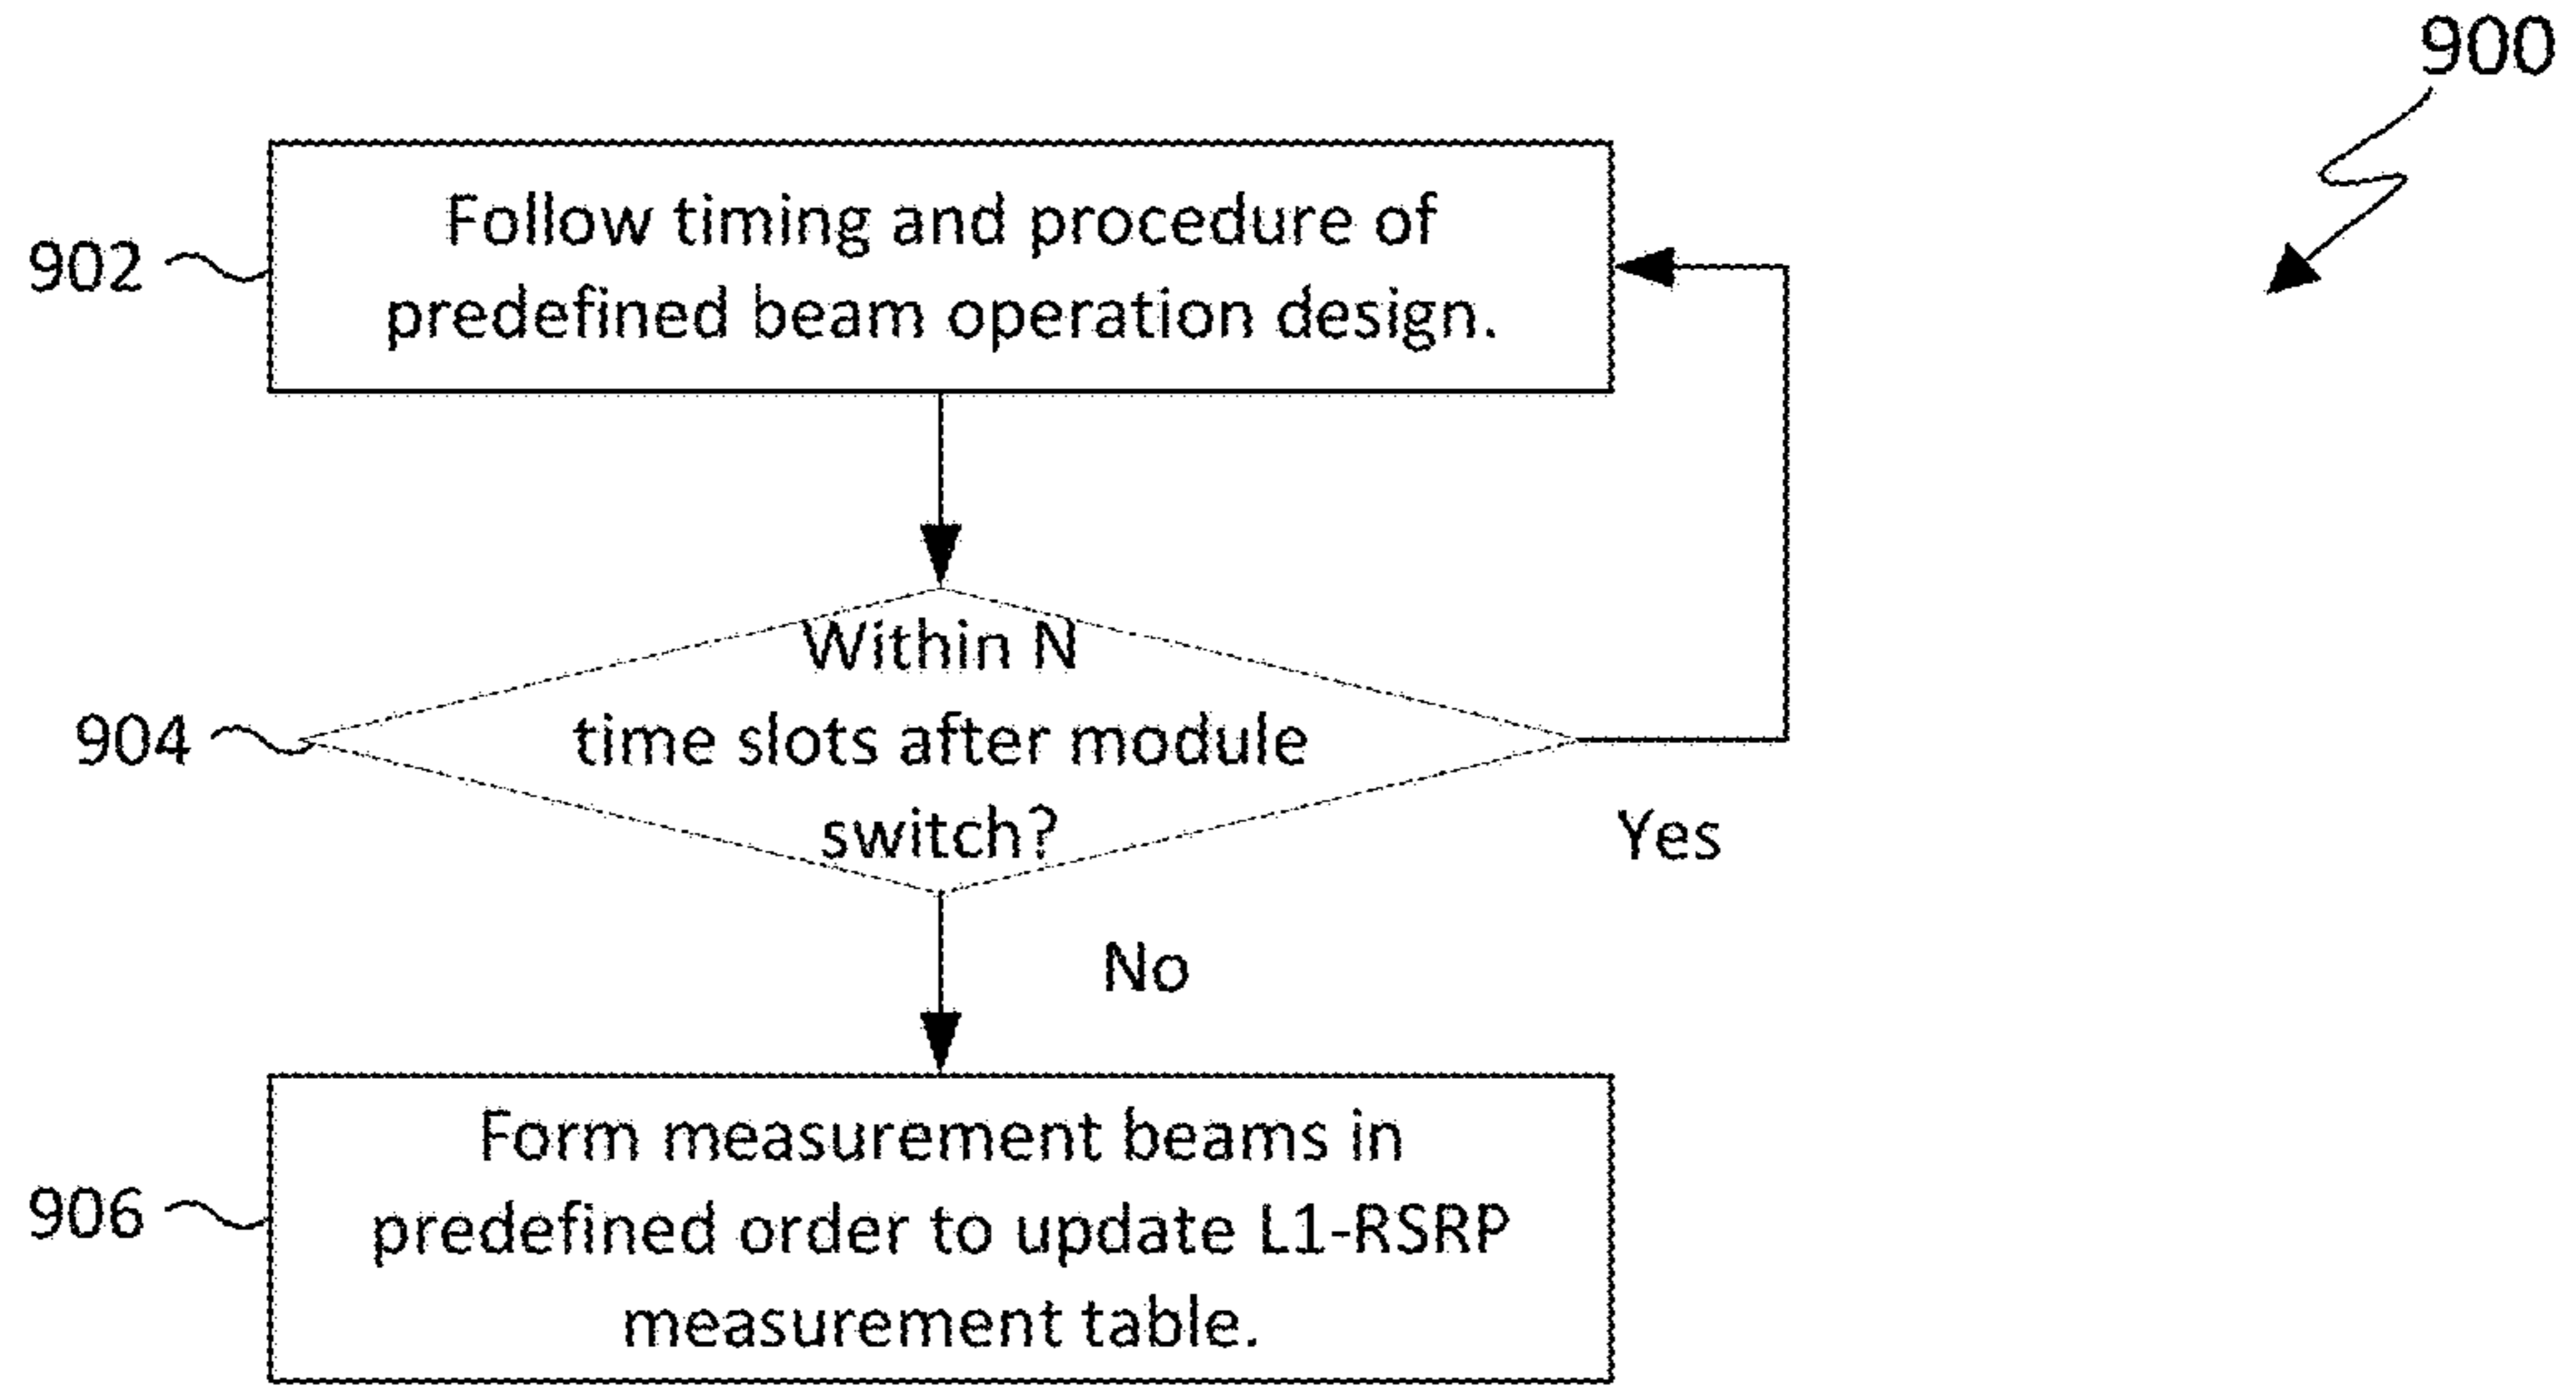 900
902
Follow timing and procedure of
predefined beam operation design.
904
Within N
time slots after module
switch?
Yes
No
906
Form measurement beams in
predefined order to update L1-RSRP
measurement table.